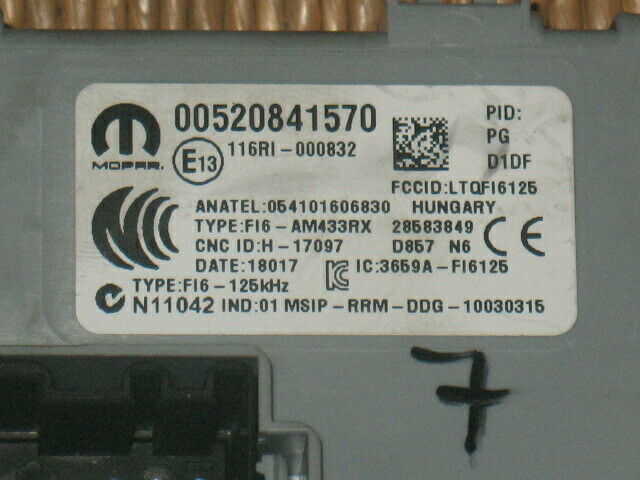 MOPAR.
00520841570
PID:
PG
D1DF
E13
116RI-000832
FCCID:LTQFI6125
ANATEL:054101606830 HUNGARY
TYPE:FI6-AM433RX 28583849
CNC ID:H-17097 D857 N6 CE
DATE:18017 IC:3659A-FI6125
TYPE:FI6-125kHz
N11042 IND:01 MSIP-RRM-DDG-10030315
7